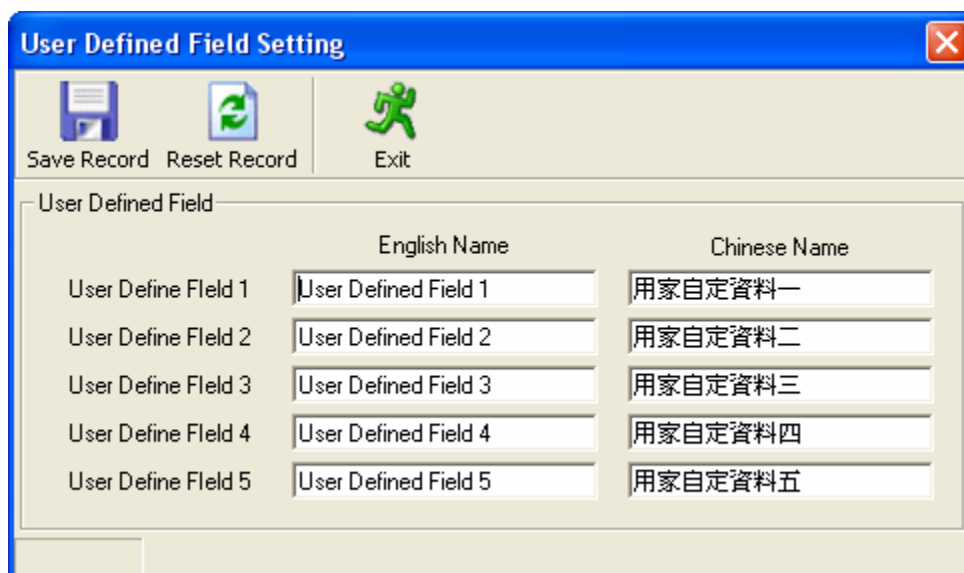 User Defined Field Setting
Save Record Reset Record Exit
User Defined Field
English Name Chinese Name
User Define FIeld 1 User Defined Field 1 用家自定資料一
User Define FIeld 2 User Defined Field 2 用家自定資料二
User Define FIeld 3 User Defined Field 3 用家自定資料三
User Define FIeld 4 User Defined Field 4 用家自定資料四
User Define FIeld 5 User Defined Field 5 用家自定資料五